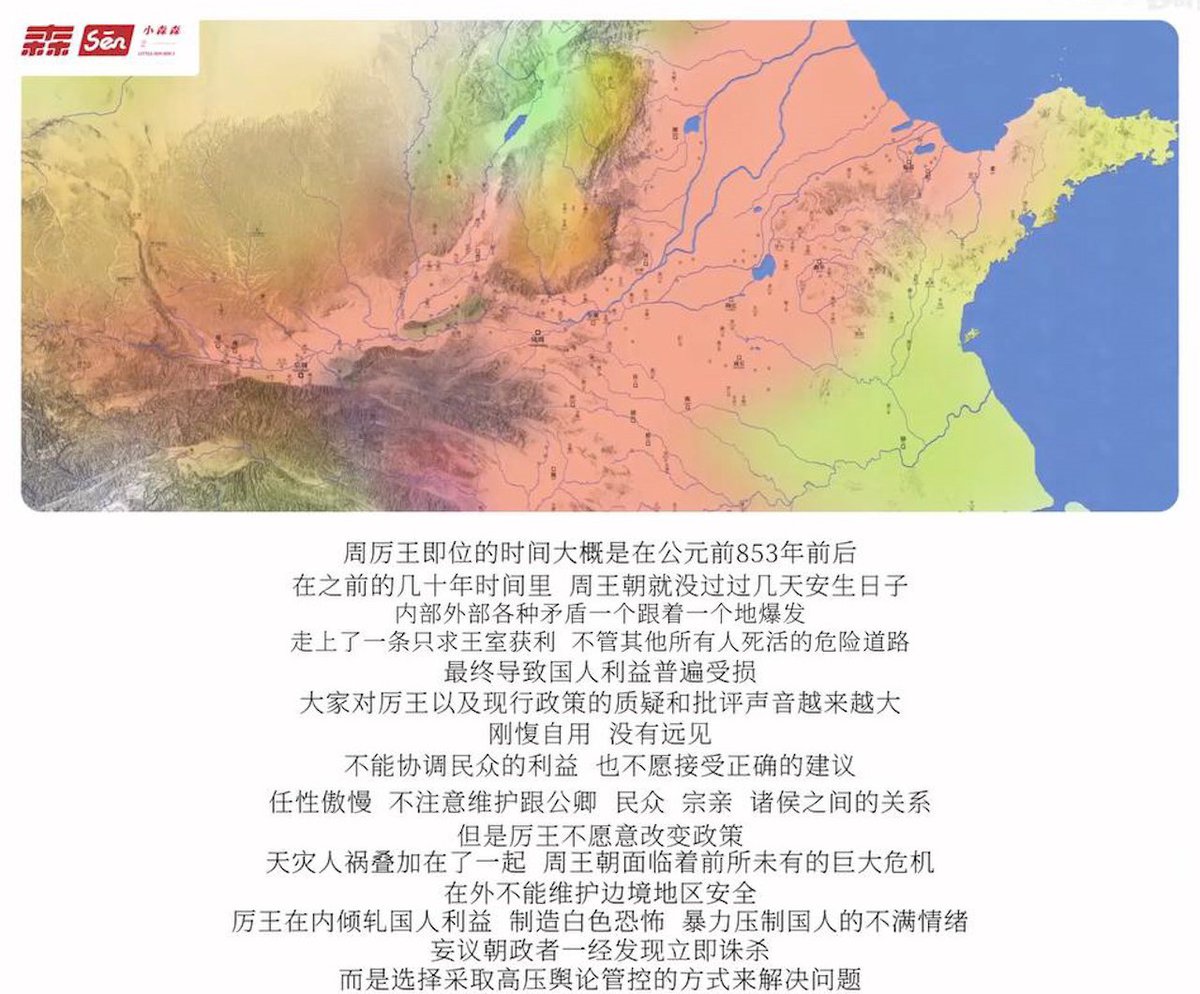 森 Sēn 小森森
周厉王即位的时间大概是在公元前853年前后
在之前的几十年时间里 周王朝就没过过几天安生日子
内部外部各种矛盾一个跟着一个地爆发
走上了一条只求王室获利 不管其他所有人死活的危险道路
最终导致国人利益普遍受损
大家对厉王以及现行政策的质疑和批评声音越来越大
刚愎自用 没有远见
不能协调民众的利益 也不愿接受正确的建议
任性傲慢 不注意维护跟公卿 民众 宗亲 诸侯之间的关系
但是厉王不愿意改变政策
天灾人祸叠加在了一起 周王朝面临着前所未有的巨大危机
在外不能维护边境地区安全
厉王在内倾轧国人利益 制造白色恐怖 暴力压制国人的不满情绪
妄议朝政者一经发现立即诛杀
而是选择采取高压舆论管控的方式来解决问题